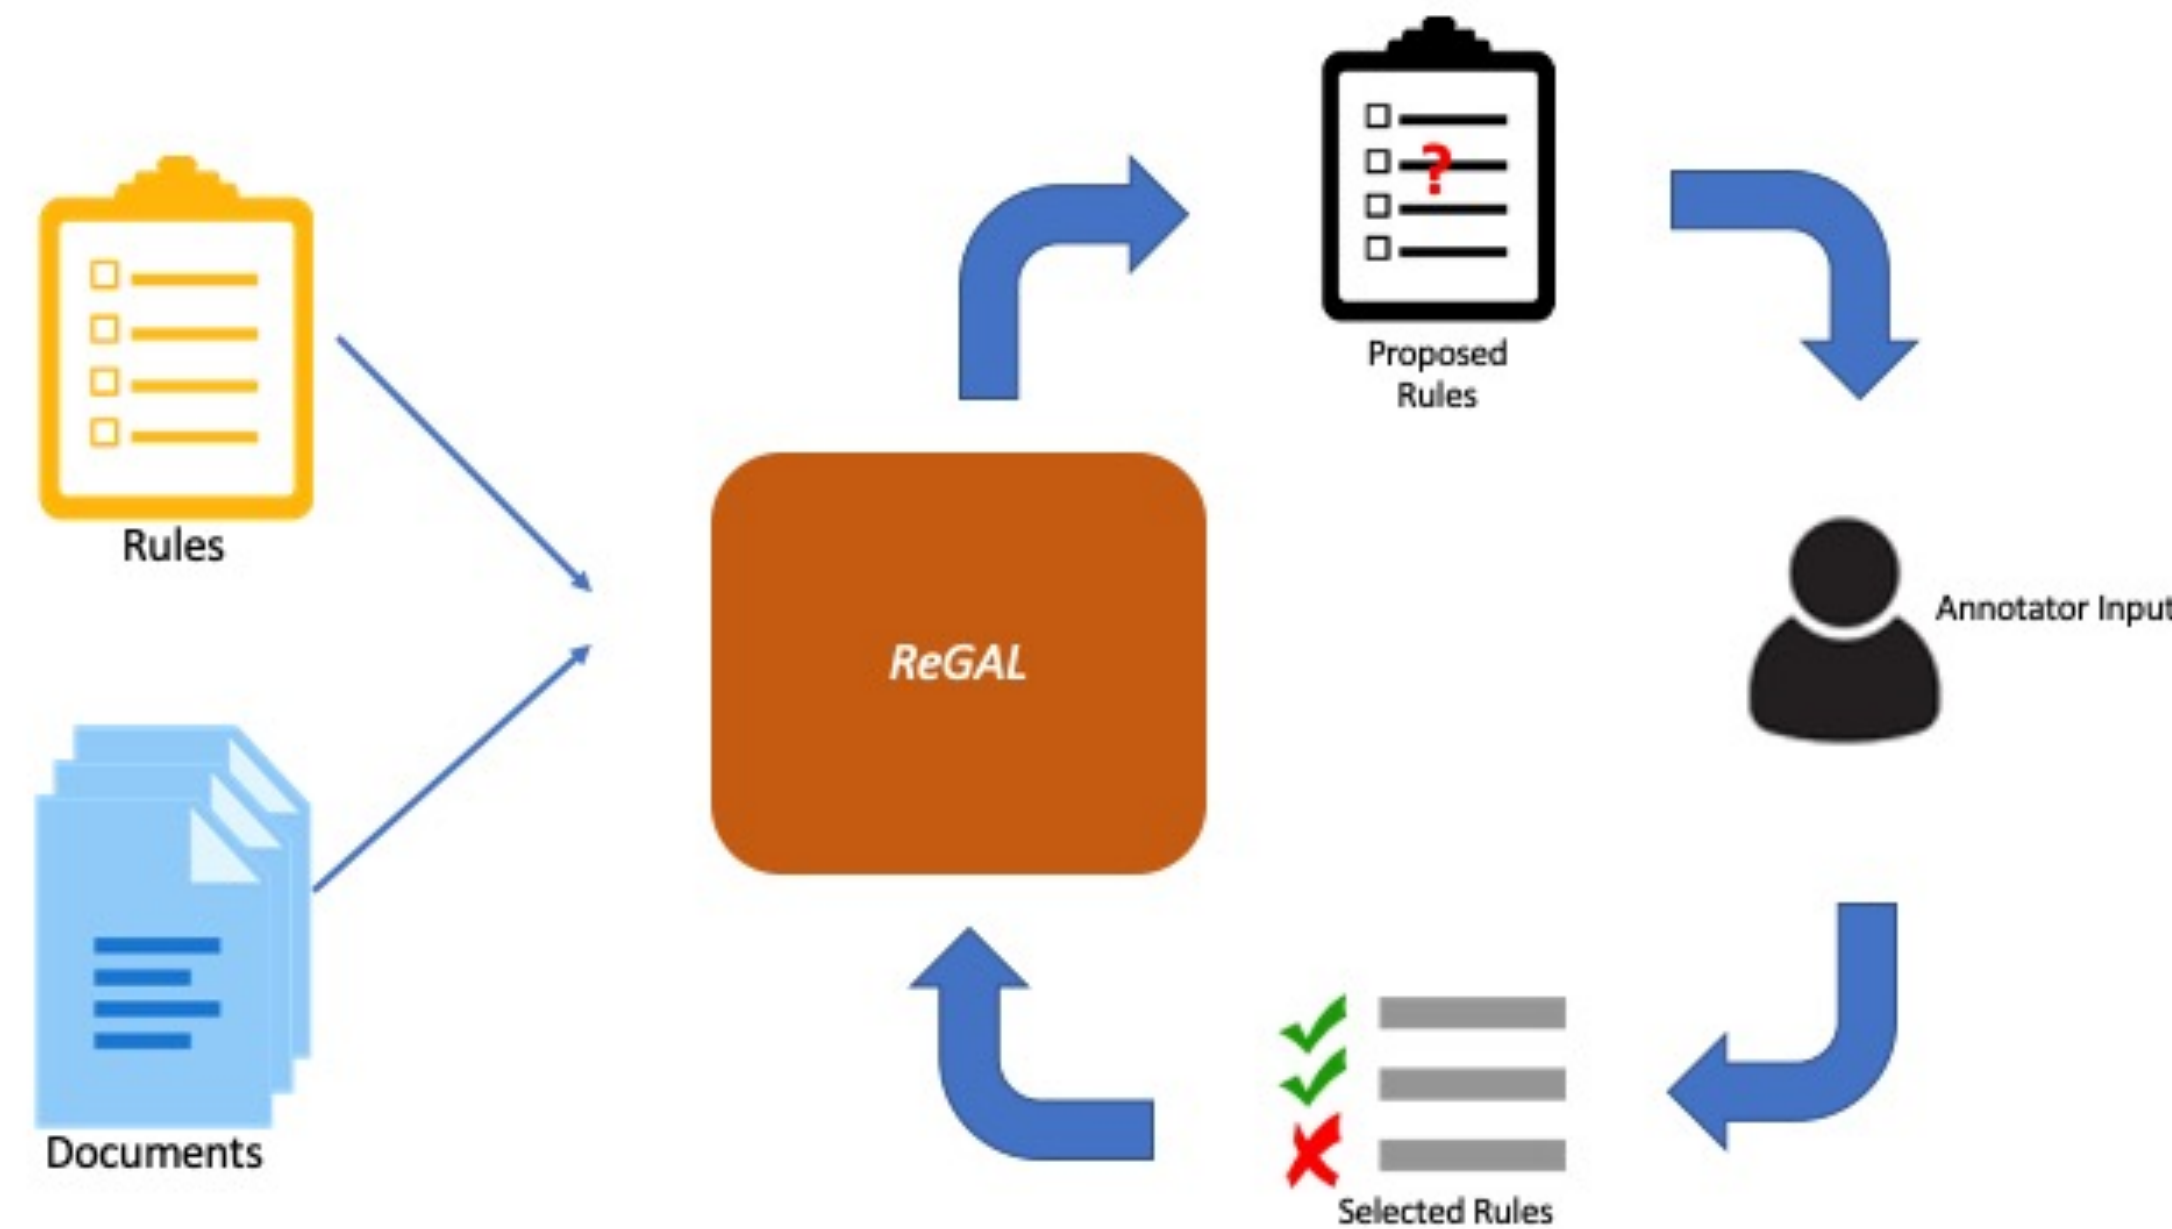 Rules
Documents
ReGAL
Proposed
Rules
Annotator Input
Selected Rules